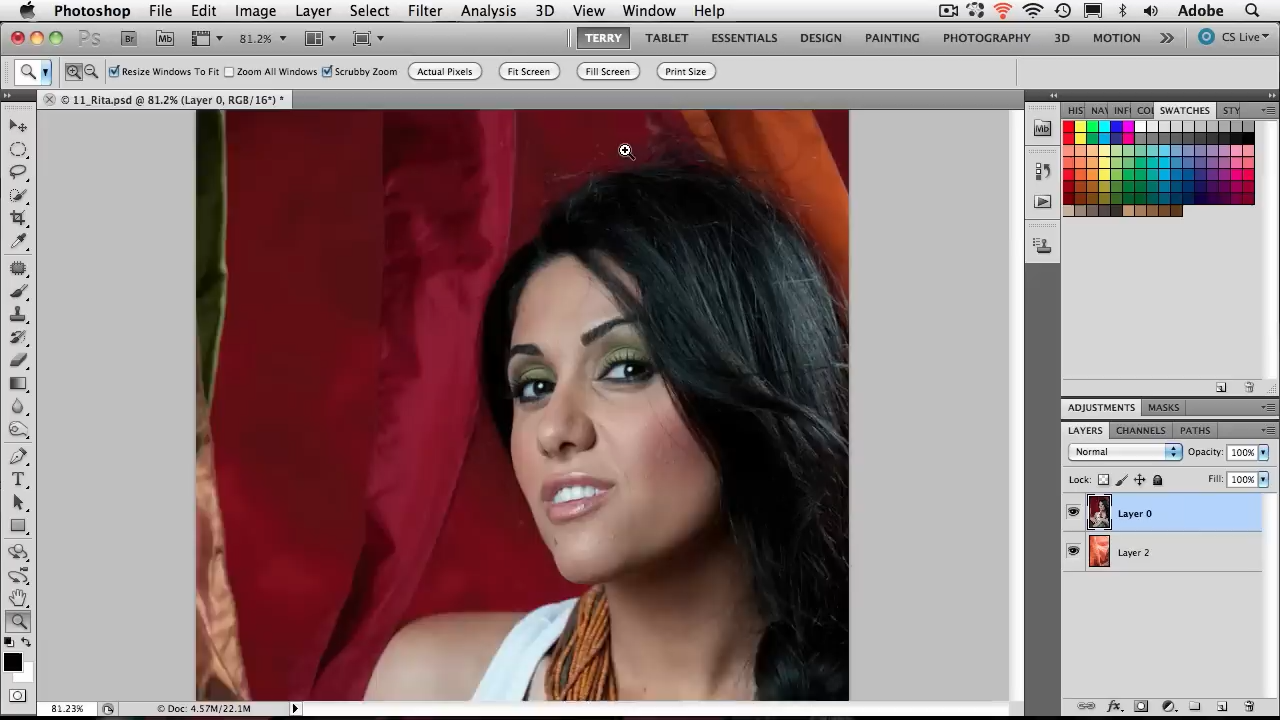 Photoshop File Edit Image Layer Select Filter Analysis 3D View Window Help Adobe
Ps Br Mb 81.2% TERRY TABLET ESSENTIALS DESIGN PAINTING PHOTOGRAPHY 3D MOTION CS Live
Resize Windows To Fit Zoom All Windows Scrubby Zoom Actual Pixels Fit Screen Fill Screen Print Size
© 11_Rita.psd @ 81.2% (Layer 0, RGB/16*) *
HIS NAV INFO COL SWATCHES STY
Mb
ADJUSTMENTS MASKS
LAYERS CHANNELS PATHS
Normal Opacity: 100%
Lock: Fill: 100%
Layer 0
Layer 2
81.23% © Doc: 4.57M/22.1M